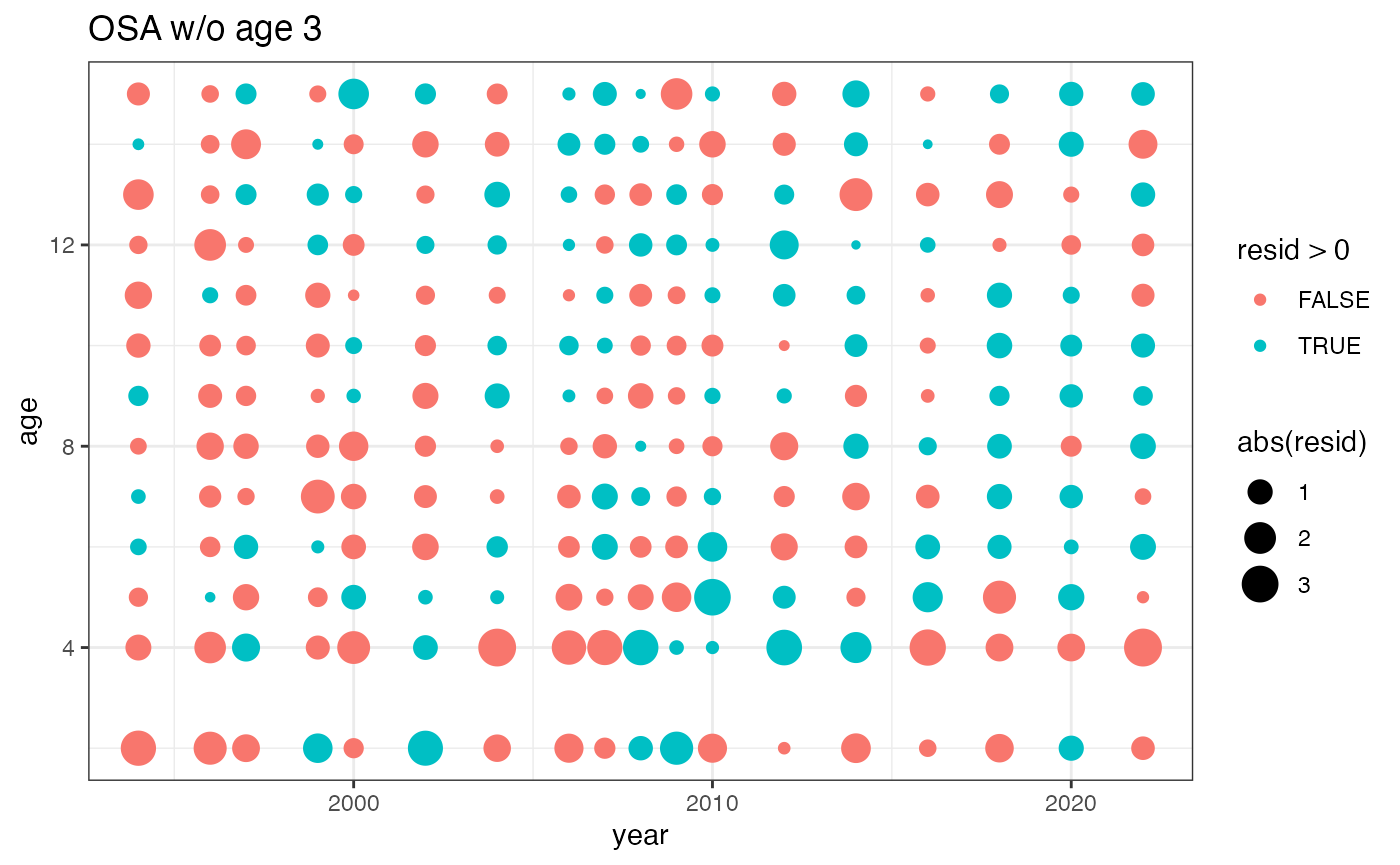 OSA w/o age 3
12
8
4
age
2000 2010 2020
year
resid > 0
FALSE
TRUE
abs(resid)
1
2
3